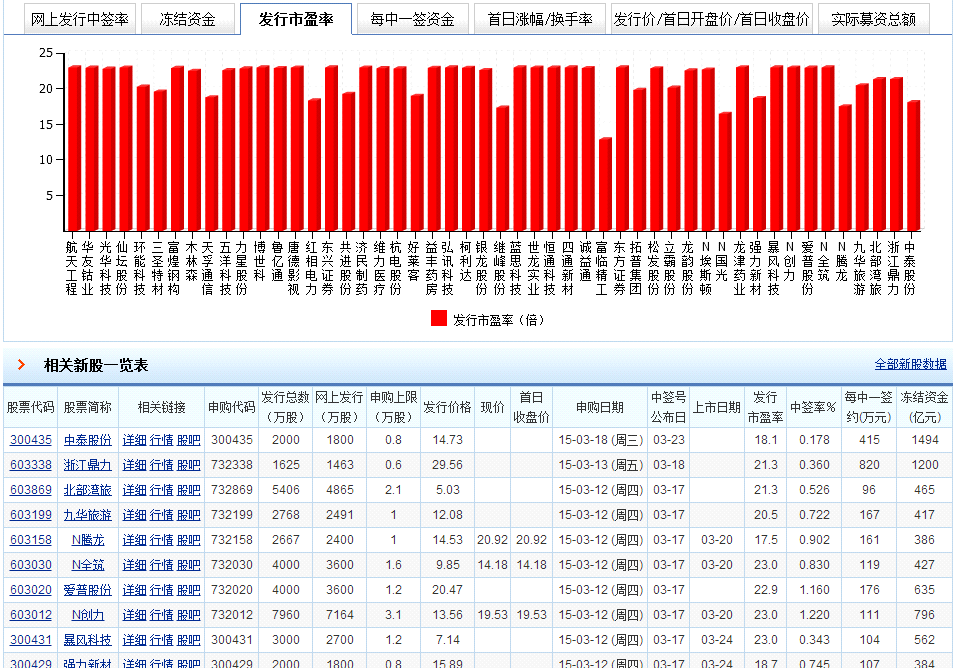 网上发行中签率 冻结资金 发行市盈率 每中一签资金 首日涨幅/换手率 发行价/首日开盘价/首日收盘价 实际募资总额
25
20
15
10
5
航天工程 华友钴业 光华科技 仙坛股份 环能科技 三圣特材 富煌钢构 木林森 天孚通信 五洋科技 力星股份 博世科 鲁亿通 唐德影视 红相电力 东兴证券 共进股份 济民制药 维力医疗 杭电股份 好莱客 益丰药房 弘讯科技 柯利达 银龙股份 继峰股份 蓝思科技 世龙实业 恒通科技 四通新材 诚益通 富临精工 东方证券 拓普集团 松发股份 立霸股份 龙韵股份 N埃斯顿 N国光 龙津药业 强力新材 暴风科技 N创力 爱普股份 N全筑 N腾龙 九华旅游 北部湾旅 浙江鼎力 中泰股份
发行市盈率（倍）
相关新股一览表 全部新股数据
股票代码 股票简称 相关链接 申购代码 发行总数（万股） 网上发行（万股） 申购上限（万股） 发行价格 现价 首日收盘价 申购日期 中签号公布日 上市日期 发行市盈率 中签率% 每中一签约(万元) 冻结资金（亿元）
300435 中泰股份 详细 行情 股吧 300435 2000 1800 0.8 14.73 15-03-18 (周三) 03-23 18.1 0.178 415 1494
603338 浙江鼎力 详细 行情 股吧 732338 1625 1463 0.6 29.56 15-03-13 (周五) 03-18 21.3 0.360 820 1200
603869 北部湾旅 详细 行情 股吧 732869 5406 4865 2.1 5.03 15-03-12 (周四) 03-17 21.3 0.526 96 465
603199 九华旅游 详细 行情 股吧 732199 2768 2491 1 12.08 15-03-12 (周四) 03-17 20.5 0.722 167 417
603158 N腾龙 详细 行情 股吧 732158 2667 2400 1 14.53 20.92 20.92 15-03-12 (周四) 03-17 03-20 17.5 0.902 161 386
603030 N全筑 详细 行情 股吧 732030 4000 3600 1.6 9.85 14.18 14.18 15-03-12 (周四) 03-17 03-20 23.0 0.830 119 427
603020 爱普股份 详细 行情 股吧 732020 4000 3600 1.2 20.47 15-03-12 (周四) 03-17 22.9 1.160 176 635
603012 N创力 详细 行情 股吧 732012 7960 7164 3.1 13.56 19.53 19.53 15-03-12 (周四) 03-17 03-20 23.0 1.220 111 796
300431 暴风科技 详细 行情 股吧 300431 3000 2700 1.2 7.14 15-03-12 (周四) 03-17 03-24 23.0 0.343 104 562
300429 强力新材 详细 行情 股吧 300429 2000 1800 0.8 15.89 15-03-12 (周四) 03-17 03-24 18.7 0.745 107 384